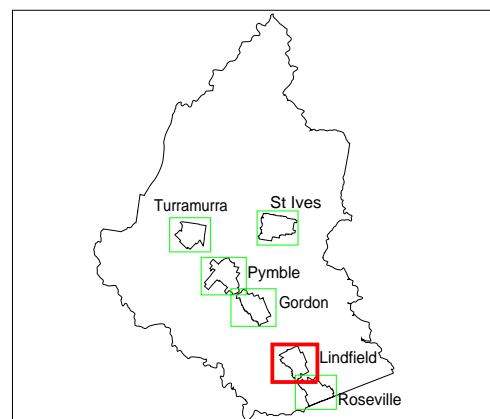 Turramurra
St Ives
Pymble
Gordon
Lindfield
Roseville